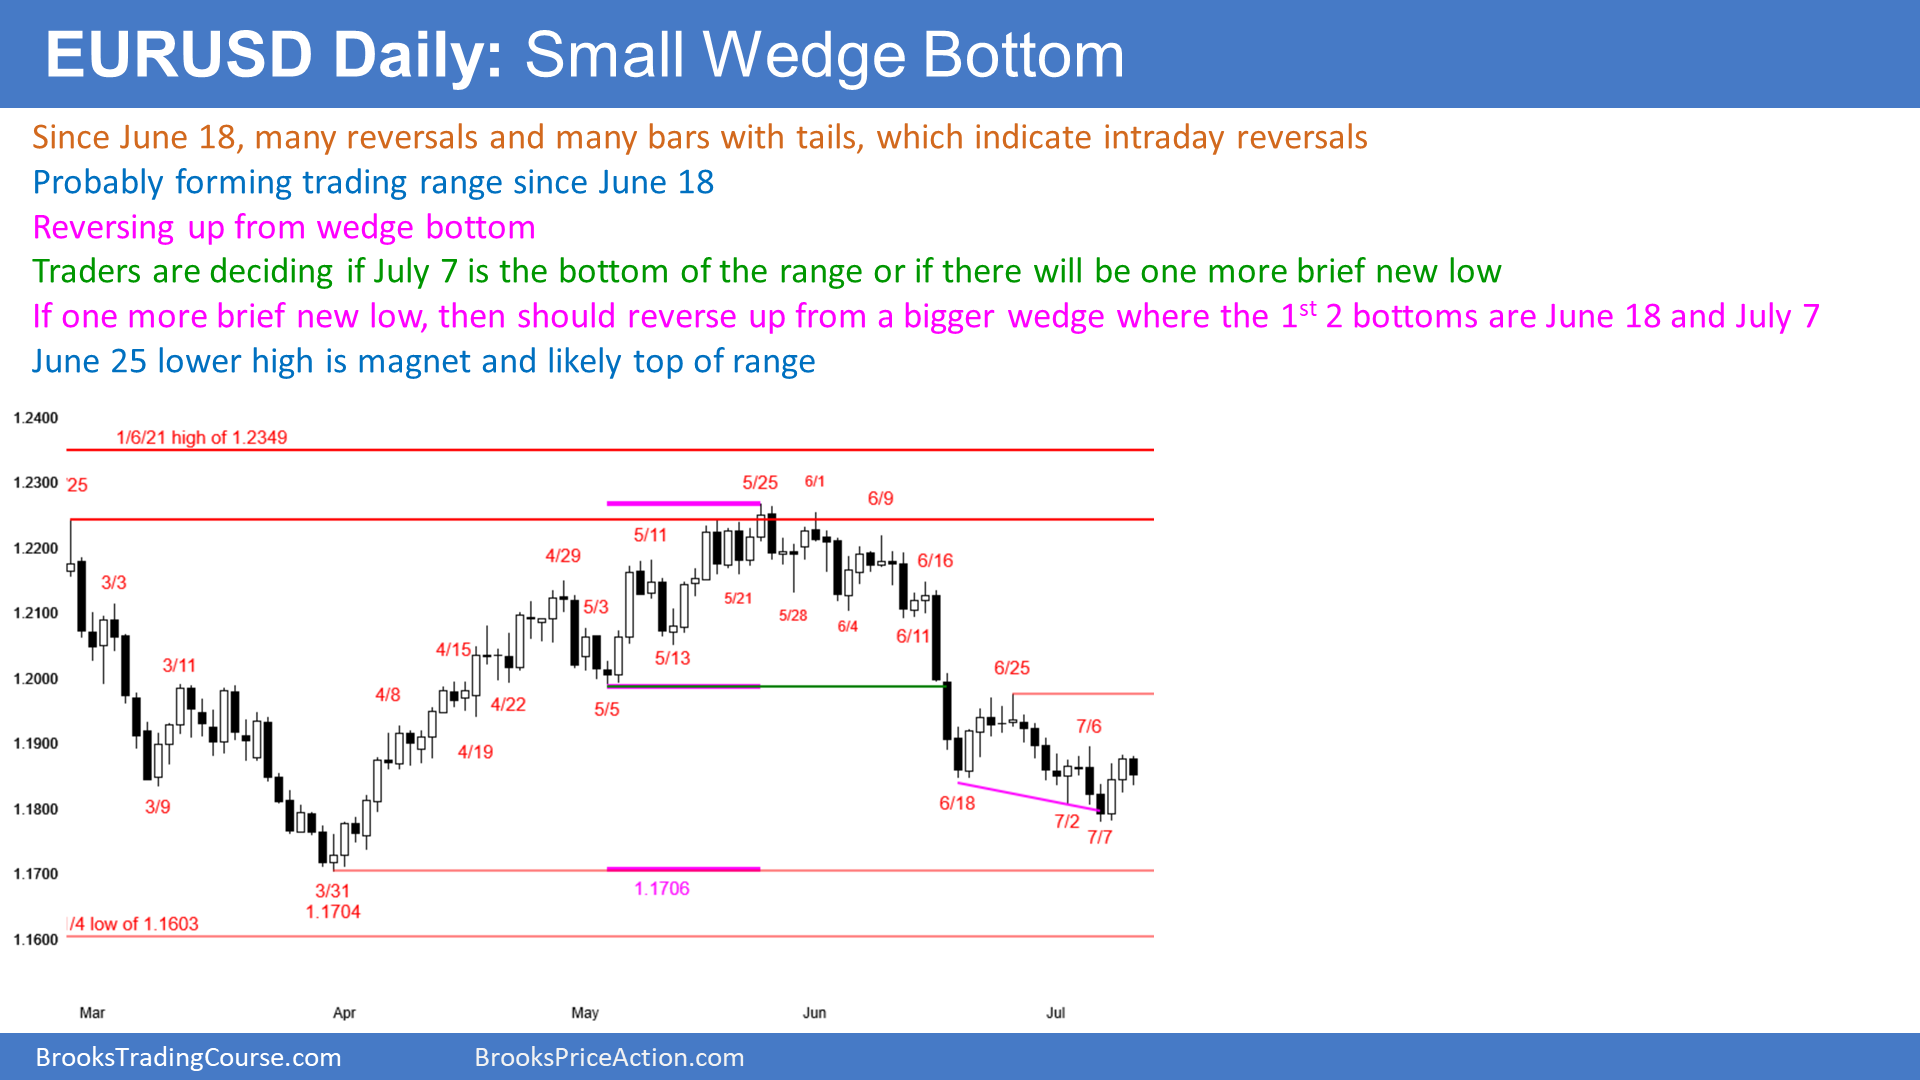 EURUSD Daily: Small Wedge Bottom
Since June 18, many reversals and many bars with tails, which indicate intraday reversals
Probably forming trading range since June 18
Reversing up from wedge bottom
Traders are deciding if July 7 is the bottom of the range or if there will be one more brief new low
If one more brief new low, then should reverse up from a bigger wedge where the 1st 2 bottoms are June 18 and July 7
June 25 lower high is magnet and likely top of range
1.2400
1/6/21 high of 1.2349
1.2300
25
5/25
6/1
6/9
1.2200
5/11
4/29
6/16
3/3
5/21
1.2100
5/3
5/28
6/4
6/11
4/15
5/13
3/11
6/25
1.2000
4/8
4/22
5/5
7/6
1.1900
4/19
1.1800
3/9
6/18
7/2
7/7
1.1700
3/31
1.1706
1.1704
/4 low of 1.1603
1.1600
Mar
Apr
May
Jun
Jul
BrooksTradingCourse.com
BrooksPriceAction.com